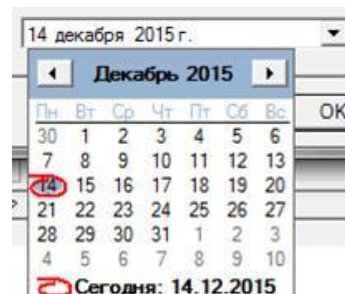 14 декабря 2015 г.
Декабрь 2015
Пн Вт Ср Чт Пт Сб Вс
30 1 2 3 4 5 6
7 8 9 10 11 12 13
14 15 16 17 18 19 20
21 22 23 24 25 26 27
28 29 30 31 1 2 3
4 5 6 7 8 9 10
Сегодня: 14.12.2015
OK